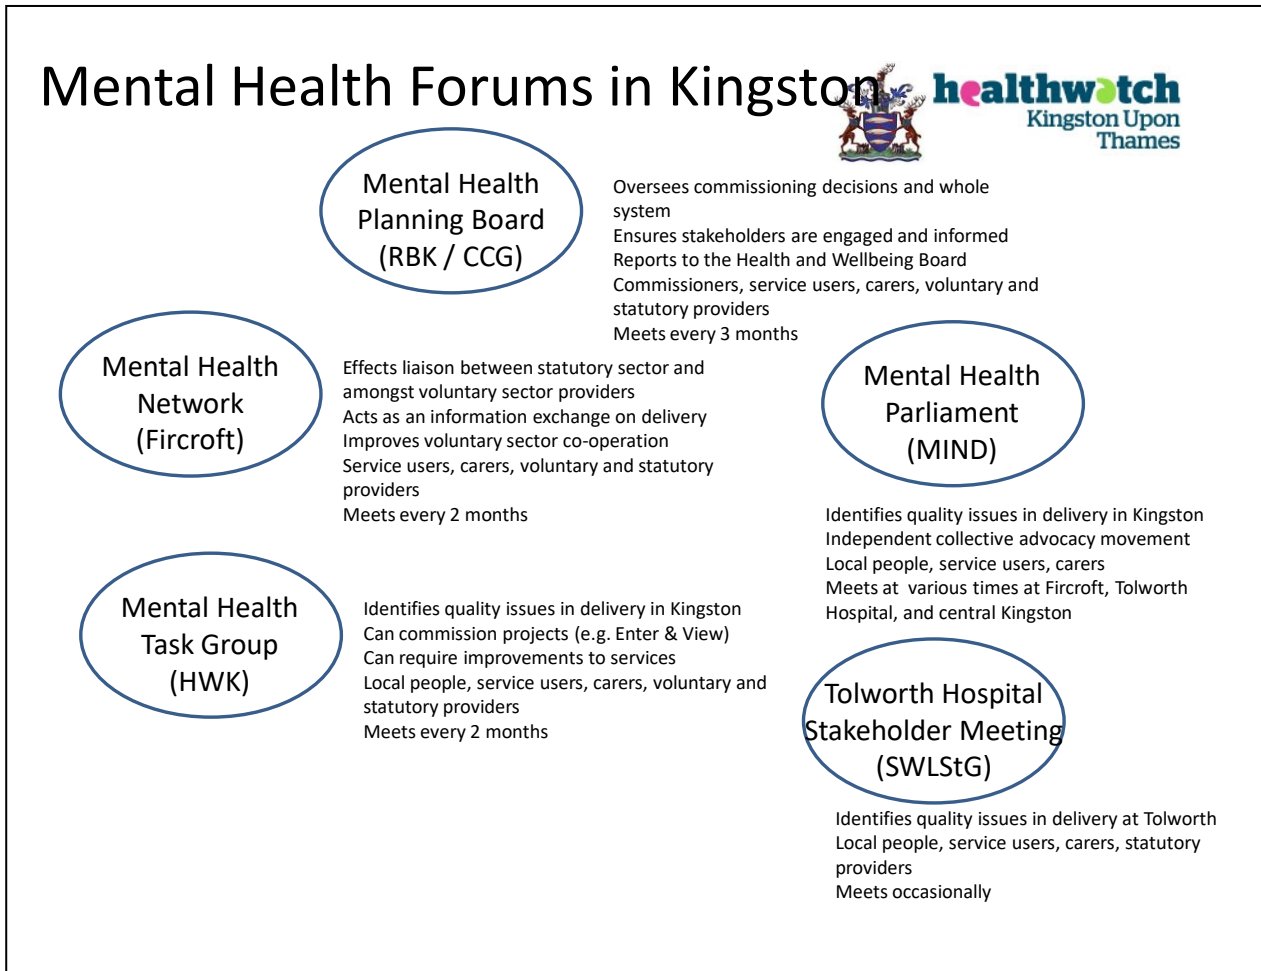 Mental Health Forums in Kingston
healthwatch
Kingston Upon
Thames
Mental Health
Planning Board
(RBK / CCG)
Oversees commissioning decisions and whole
system
Ensures stakeholders are engaged and informed
Reports to the Health and Wellbeing Board
Commissioners, service users, carers, voluntary and
statutory providers
Meets every 3 months
Mental Health
Network
(Fircroft)
Effects liaison between statutory sector and
amongst voluntary sector providers
Acts as an information exchange on delivery
Improves voluntary sector co-operation
Service users, carers, voluntary and statutory
providers
Meets every 2 months
Mental Health
Parliament
(MIND)
Identifies quality issues in delivery in Kingston
Independent collective advocacy movement
Local people, service users, carers
Meets at  various times at Fircroft, Tolworth
Hospital, and central Kingston
Mental Health
Task Group
(HWK)
Identifies quality issues in delivery in Kingston
Can commission projects (e.g. Enter & View)
Can require improvements to services
Local people, service users, carers, voluntary and
statutory providers
Meets every 2 months
Tolworth Hospital
Stakeholder Meeting
(SWLStG)
Identifies quality issues in delivery at Tolworth
Local people, service users, carers, statutory
providers
Meets occasionally